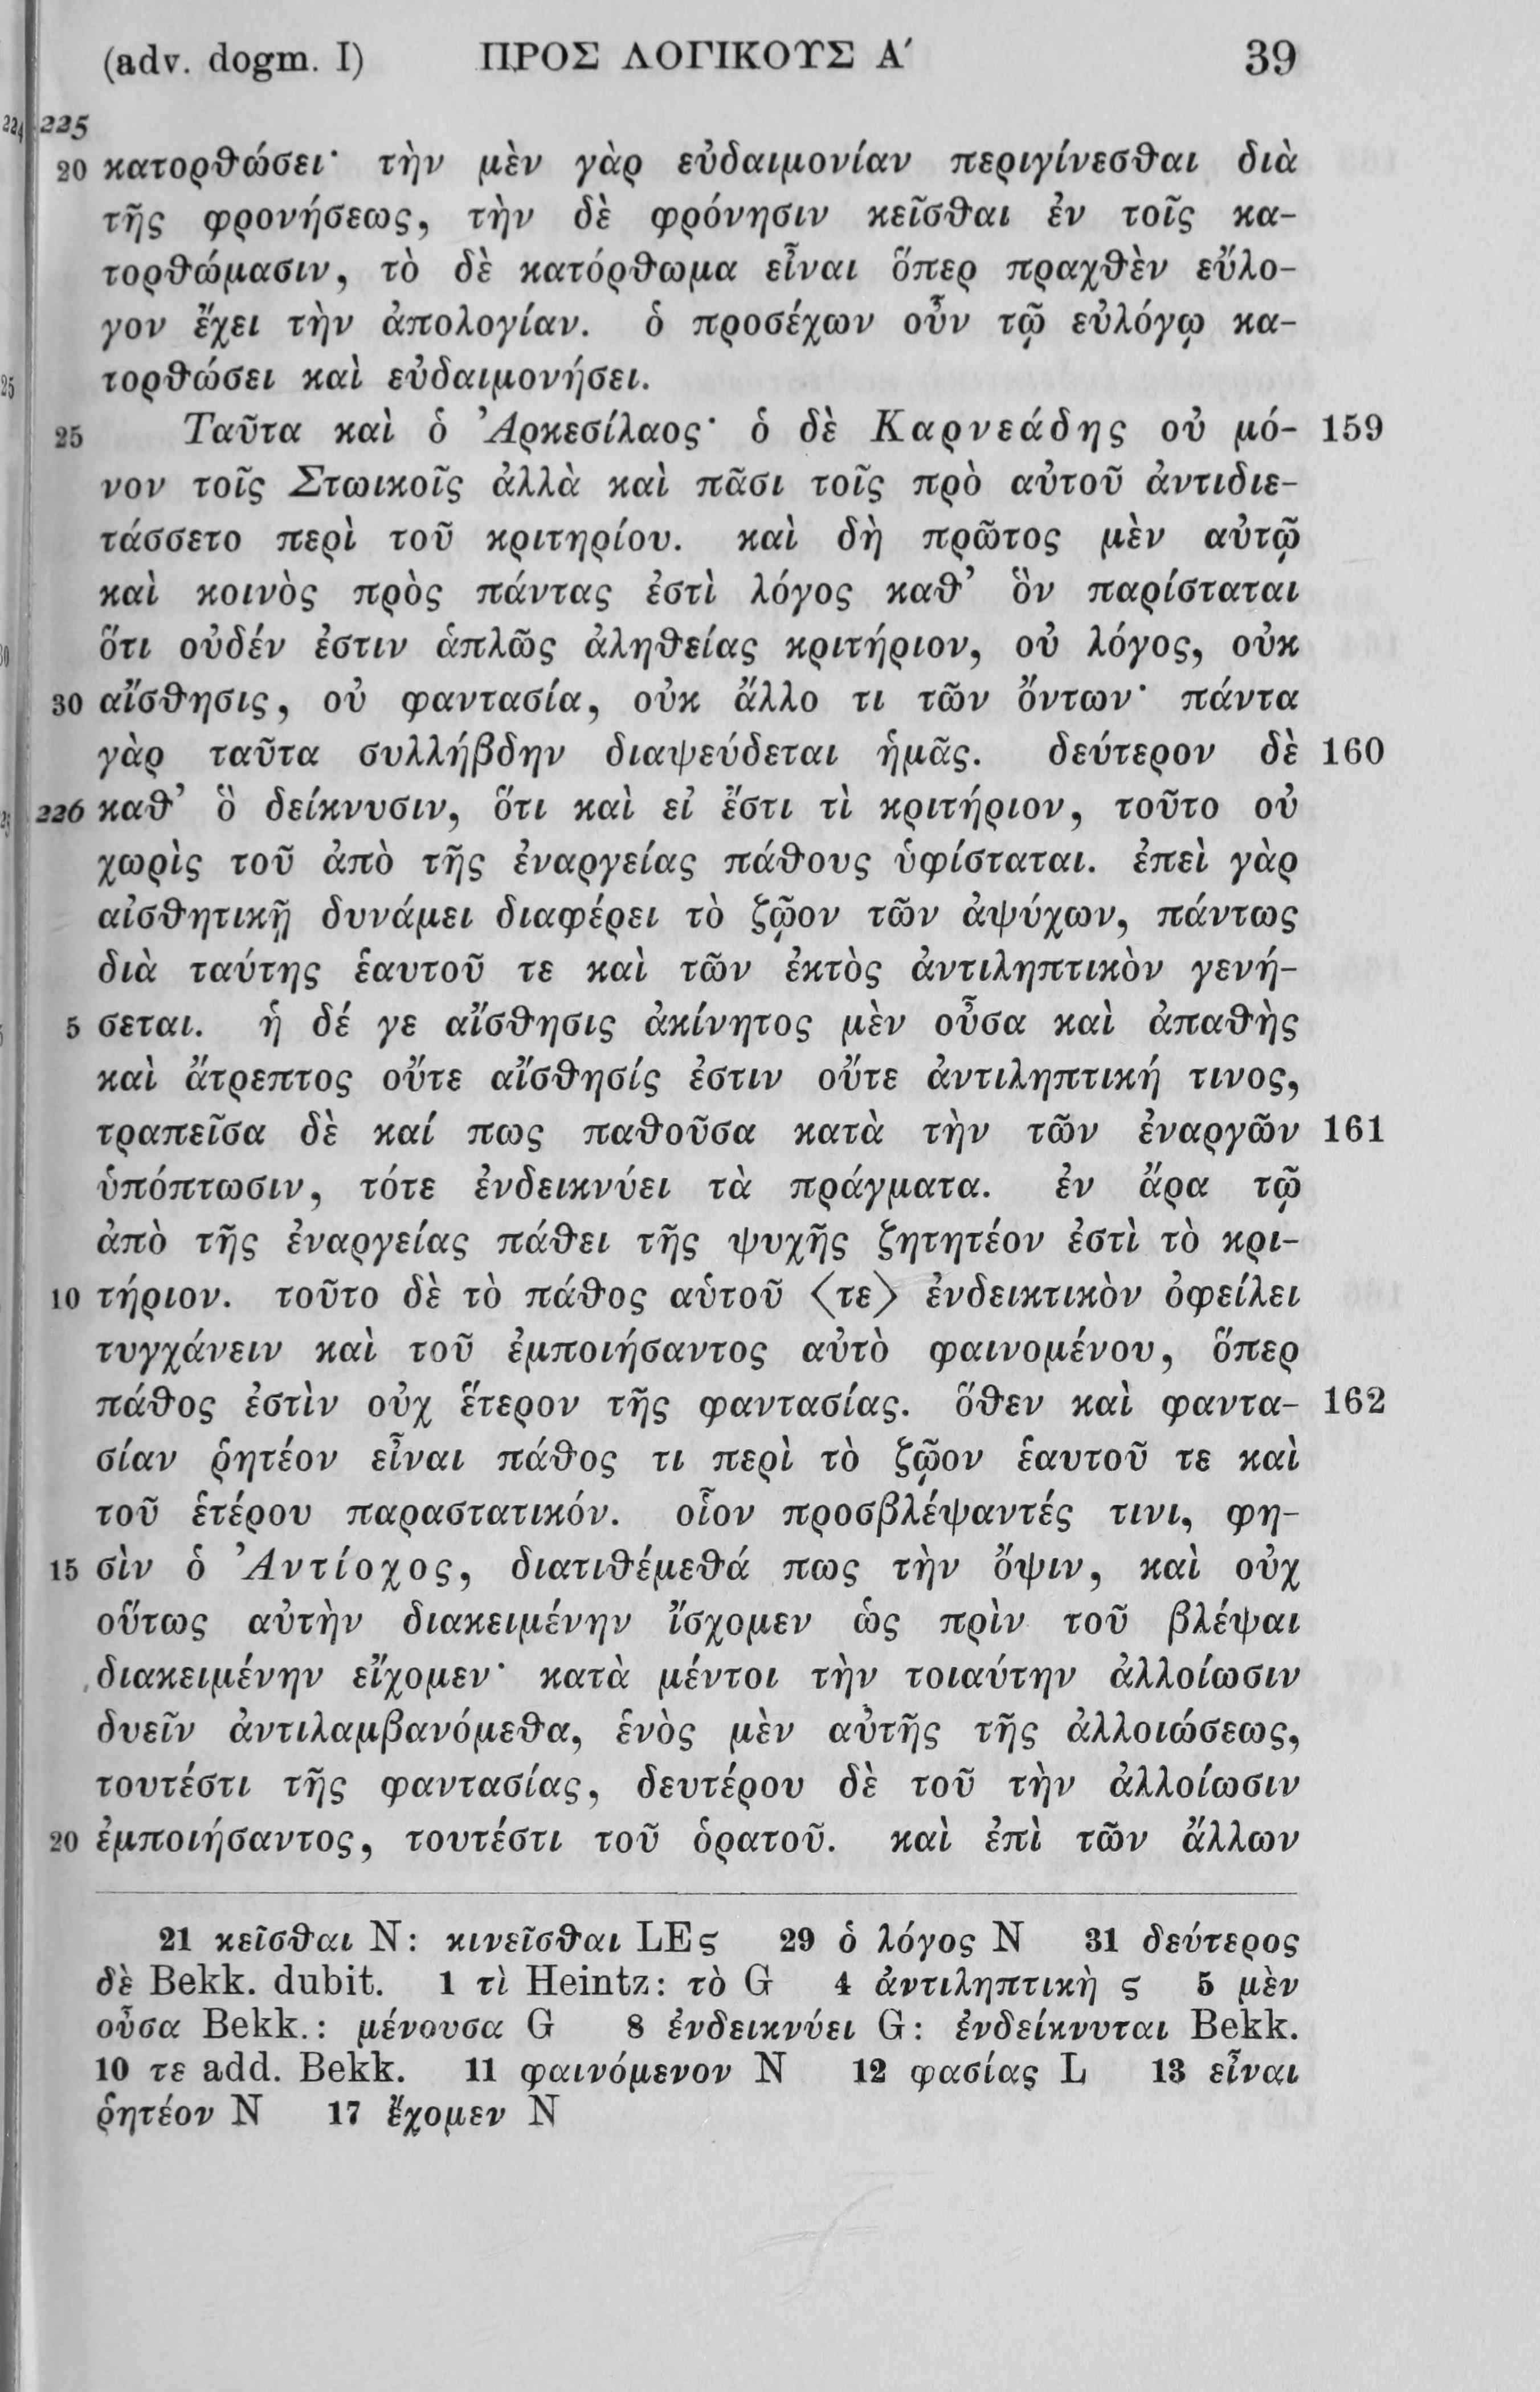 (adv. dogm. I) ΠΡΟΣ ΛΟΓΙΚΟΥΣ Α΄ 39
225
20 κατορθώσει· τὴν μὲν γὰρ εὐδαιμονίαν περιγίνεσθαι διὰ
τῆς φρονήσεως, τὴν δὲ φρόνησιν κεῖσθαι ἐν τοῖς κα-
τορθώμασιν, τὸ δὲ κατόρθωμα εἶναι ὅπερ πραχθὲν εὔλο-
γον ἔχει τὴν ἀπολογίαν. ὁ προσέχων οὖν τῷ εὐλόγῳ κα-
τορθώσει καὶ εὐδαιμονήσει.
25 Ταῦτα καὶ ὁ Ἀρκεσίλαος· ὁ δὲ Καρνεάδης οὐ μό- 159
νον τοῖς Στωικοῖς ἀλλὰ καὶ πᾶσι τοῖς πρὸ αὐτοῦ ἀντιδιε-
τάσσετο περὶ τοῦ κριτηρίου. καὶ δὴ πρῶτος μὲν αὐτῷ
καὶ κοινὸς πρὸς πάντας ἐστὶ λόγος καθ' ὃν παρίσταται
ὅτι οὐδέν ἐστιν ἁπλῶς ἀληθείας κριτήριον, οὐ λόγος, οὐκ
30 αἴσθησις, οὐ φαντασία, οὐκ ἄλλο τι τῶν ὄντων· πάντα
γὰρ ταῦτα συλλήβδην διαψεύδεται ἡμᾶς. δεύτερον δὲ 160
226 καθ' ὃ δείκνυσιν, ὅτι καὶ εἰ ἔστι τὶ κριτήριον, τοῦτο οὐ
χωρὶς τοῦ ἀπὸ τῆς ἐναργείας πάθους ὑφίσταται. ἐπεὶ γὰρ
αἰσθητικῇ δυνάμει διαφέρει τὸ ζῷον τῶν ἀψύχων, πάντως
διὰ ταύτης ἑαυτοῦ τε καὶ τῶν ἐκτὸς ἀντιληπτικὸν γενή-
5 σεται. ἡ δέ γε αἴσθησις ἀκίνητος μὲν οὖσα καὶ ἀπαθὴς
καὶ ἄτρεπτος οὔτε αἴσθησίς ἐστιν οὔτε ἀντιληπτική τινος,
τραπεῖσα δὲ καί πως παθοῦσα κατὰ τὴν τῶν ἐναργῶν 161
ὑπόπτωσιν, τότε ἐνδεικνύει τὰ πράγματα. ἐν ἄρα τῷ
ἀπὸ τῆς ἐναργείας πάθει τῆς ψυχῆς ζητητέον ἐστὶ τὸ κρι-
10 τήριον. τοῦτο δὲ τὸ πάθος αὑτοῦ ⟨τε⟩ ἐνδεικτικὸν ὀφείλει
τυγχάνειν καὶ τοῦ ἐμποιήσαντος αὐτὸ φαινομένου, ὅπερ
πάθος ἐστὶν οὐχ ἕτερον τῆς φαντασίας. ὅθεν καὶ φαντα- 162
σίαν ῥητέον εἶναι πάθος τι περὶ τὸ ζῷον ἑαυτοῦ τε καὶ
τοῦ ἑτέρου παραστατικόν. οἷον προσβλέψαντές τινι, φη-
15 σὶν ὁ Ἀντίοχος, διατιθέμεθά πως τὴν ὄψιν, καὶ οὐχ
οὕτως αὐτὴν διακειμένην ἴσχομεν ὡς πρὶν τοῦ βλέψαι
διακειμένην εἴχομεν· κατὰ μέντοι τὴν τοιαύτην ἀλλοίωσιν
δυεῖν ἀντιλαμβανόμεθα, ἑνὸς μὲν αὐτῆς τῆς ἀλλοιώσεως,
τουτέστι τῆς φαντασίας, δευτέρου δὲ τοῦ τὴν ἀλλοίωσιν
20 ἐμποιήσαντος, τουτέστι τοῦ ὁρατοῦ. καὶ ἐπὶ τῶν ἄλλων
21 κεῖσθαι N: κινεῖσθαι LEς 29 ὁ λόγος N 31 δεύτερος
δὲ Bekk. dubit. 1 τὶ Heintz: τὸ G 4 ἀντιληπτικὴ ς 5 μὲν
οὖσα Bekk.: μένουσα G 8 ἐνδεικνύει G: ἐνδείκνυται Bekk.
10 τε add. Bekk. 11 φαινόμενον N 12 φασίας L 13 εἶναι
ῥητέον N 17 ἔχομεν N